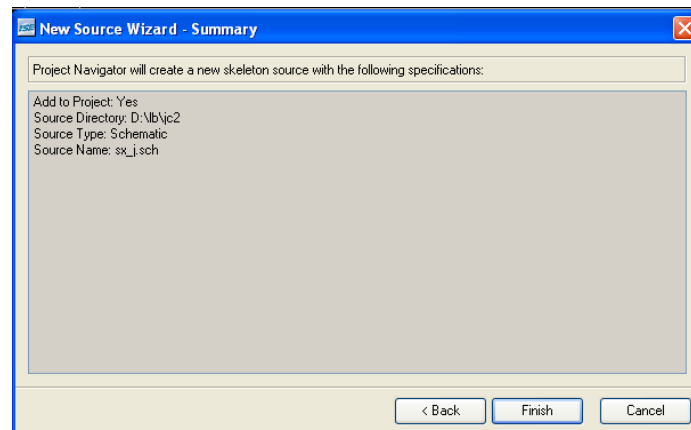 ISE New Source Wizard - Summary
Project Navigator will create a new skeleton source with the following specifications:
Add to Project: Yes
Source Directory: D:\lb\jc2
Source Type: Schematic
Source Name: sx_j.sch
< Back Finish Cancel